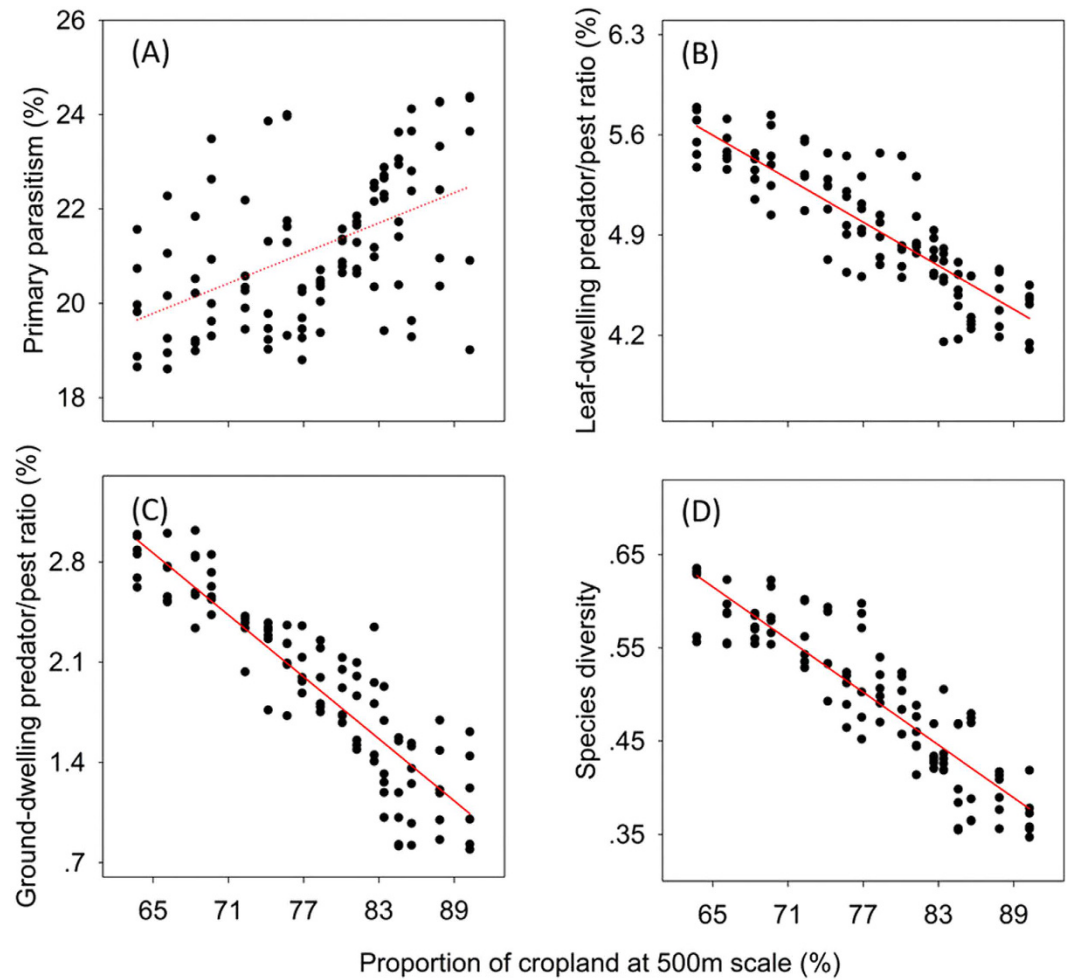 Primary parasitism (%)
26
24
22
20
18
(A)
Leaf-dwelling predator/pest ratio (%)
6.3
5.6
4.9
4.2
(B)
Ground-dwelling predator/pest ratio (%)
2.8
2.1
1.4
.7
(C)
65 71 77 83 89
Species diversity
.65
.55
.45
.35
(D)
65 71 77 83 89
Proportion of cropland at 500m scale (%)